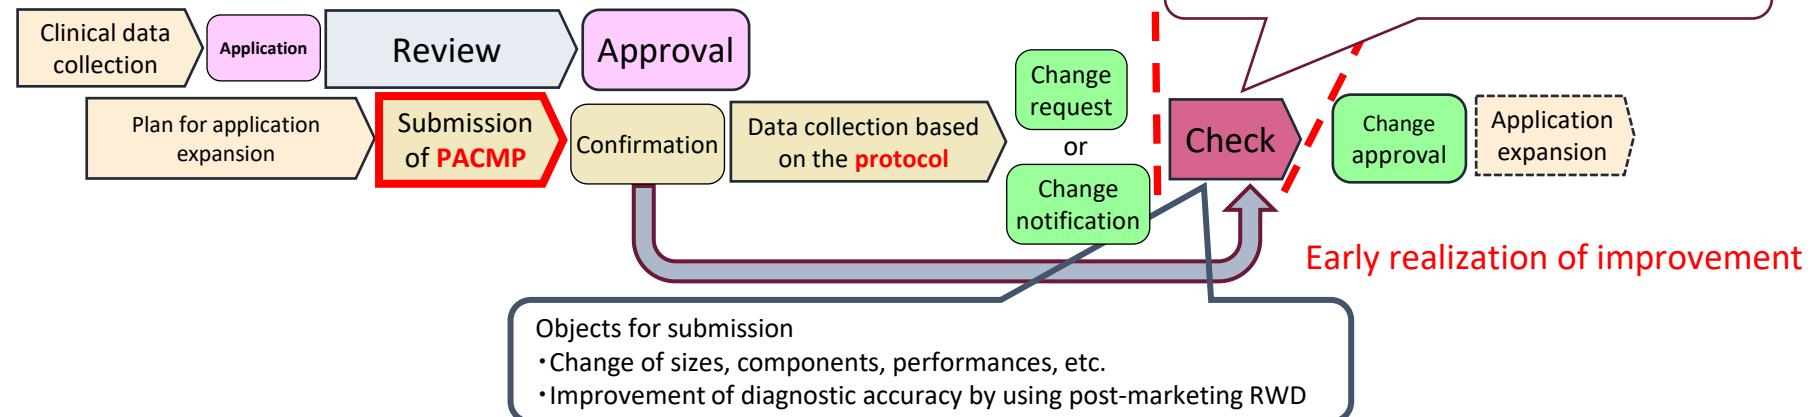 Clinical data
collection
Application
Review
Approval
Plan for application
expansion
Submission
of PACMP
Confirmation
Data collection based
on the protocol
Change
request
or
Change
notification
Check
Change
approval
Application
expansion
Early realization of improvement
Objects for submission
・Change of sizes, components, performances, etc.
・Improvement of diagnostic accuracy by using post-marketing RWD